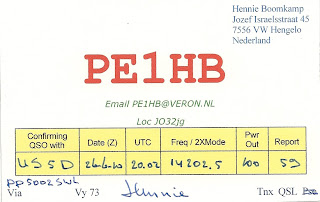 Hennie Boomkamp
Jozef Israelsstraat 45
7556 VW Hengelo
Nederland
PE1HB
Email PE1HB@VERON.NL
Loc JO32jg
Confirming QSO with Date (Z) UTC Freq / 2XMode Pwr Out Report
US5D 26-6-10 20.02 14202.5 100 59
PP5002SWL
Via Vy 73 Hennie Tnx QSL Pse